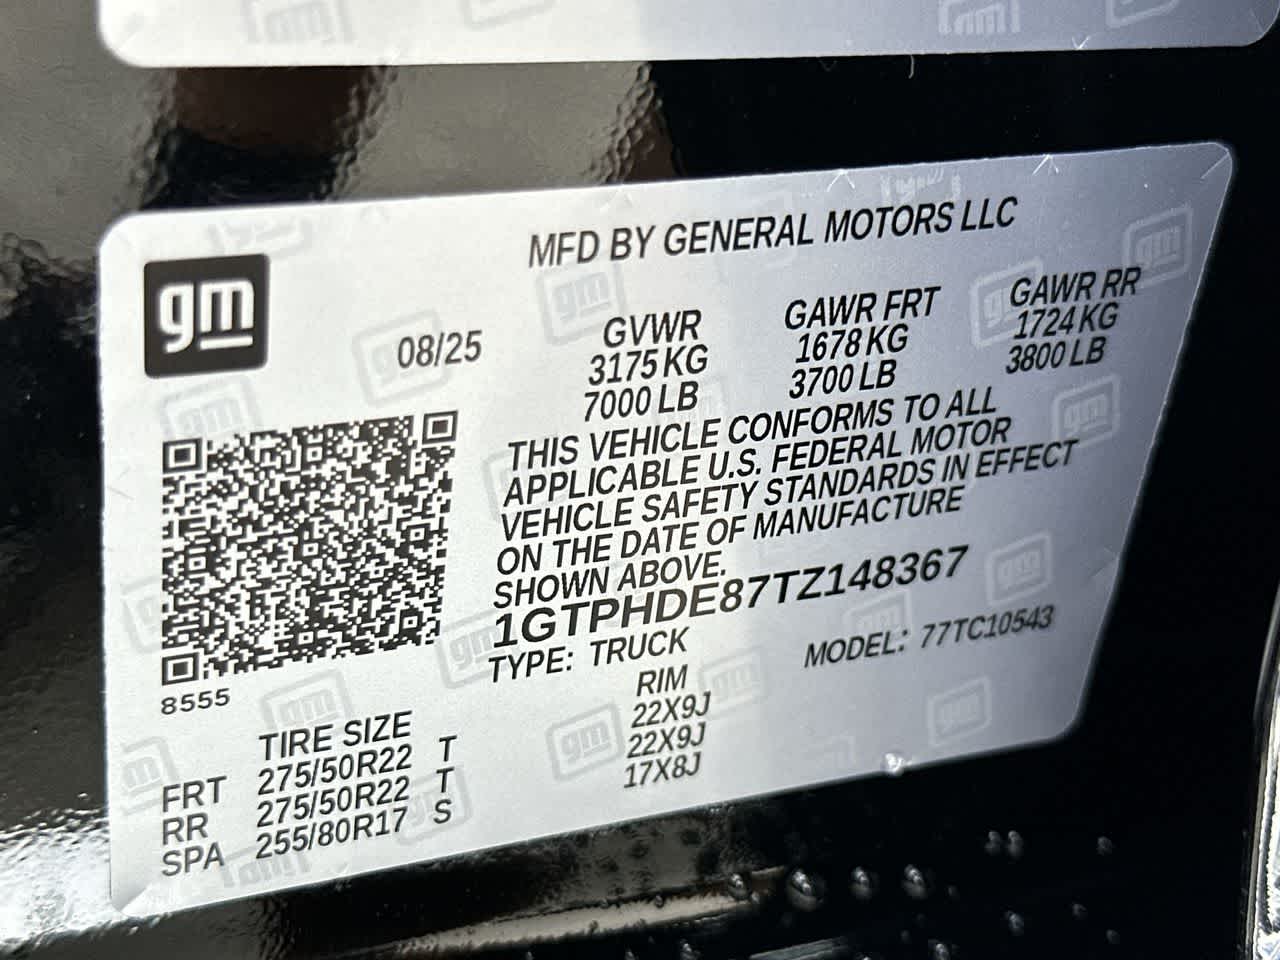 gm
MFD BY GENERAL MOTORS LLC
08/25
GVWR GAWR FRT GAWR RR
3175 KG 1678 KG 1724 KG
7000 LB 3700 LB 3800 LB
THIS VEHICLE CONFORMS TO ALL
APPLICABLE U.S. FEDERAL MOTOR
VEHICLE SAFETY STANDARDS IN EFFECT
ON THE DATE OF MANUFACTURE
SHOWN ABOVE.
1GTPHDE87TZ148367
TYPE: TRUCK MODEL: 77TC10543
8555
TIRE SIZE RIM
FRT 275/50R22 T 22X9J
RR 275/50R22 T 22X9J
SPA 255/80R17 S 17X8J